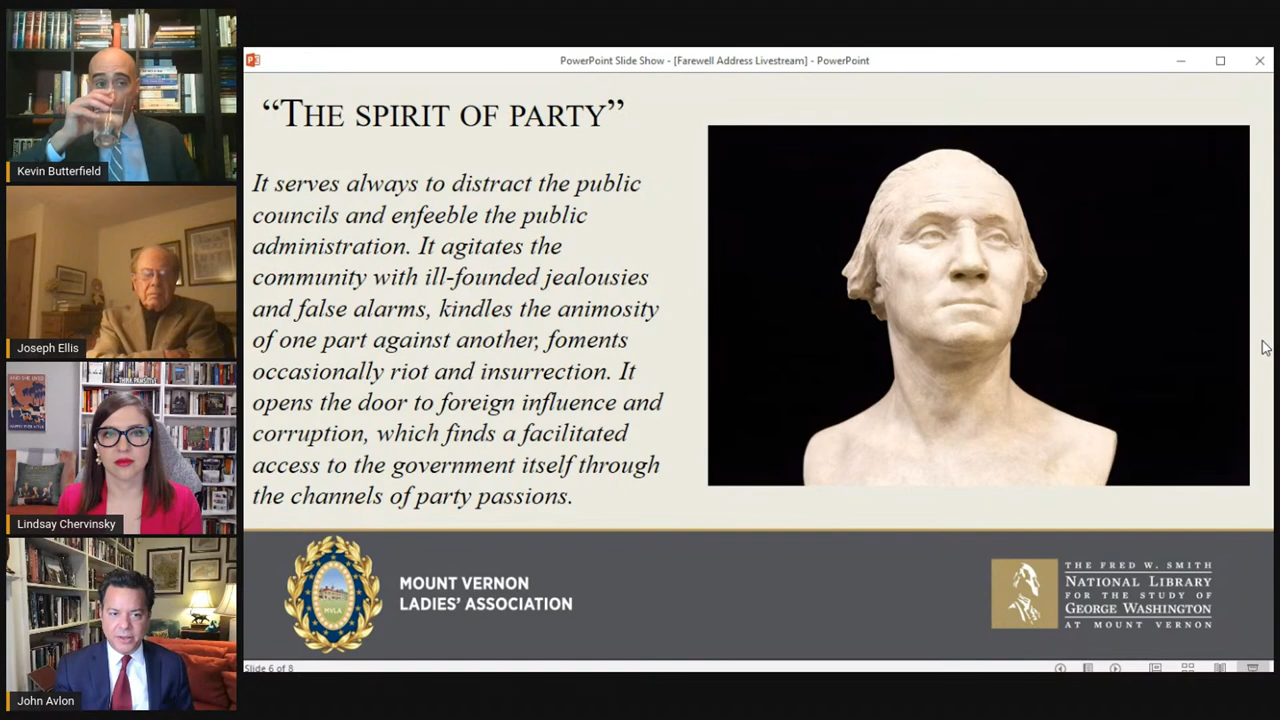 Kevin Butterfield
Joseph Ellis
Lindsay Chervinsky
John Avlon
PowerPoint Slide Show - [Farewell Address Livestream] - PowerPoint
“THE SPIRIT OF PARTY”
It serves always to distract the public
councils and enfeeble the public
administration. It agitates the
community with ill-founded jealousies
and false alarms, kindles the animosity
of one part against another, foments
occasionally riot and insurrection. It
opens the door to foreign influence and
corruption, which finds a facilitated
access to the government itself through
the channels of party passions.
MVLA
MOUNT VERNON
LADIES’ ASSOCIATION
THE FRED W. SMITH
NATIONAL LIBRARY
FOR THE STUDY OF
GEORGE WASHINGTON
AT MOUNT VERNON
Slide 6 of 8